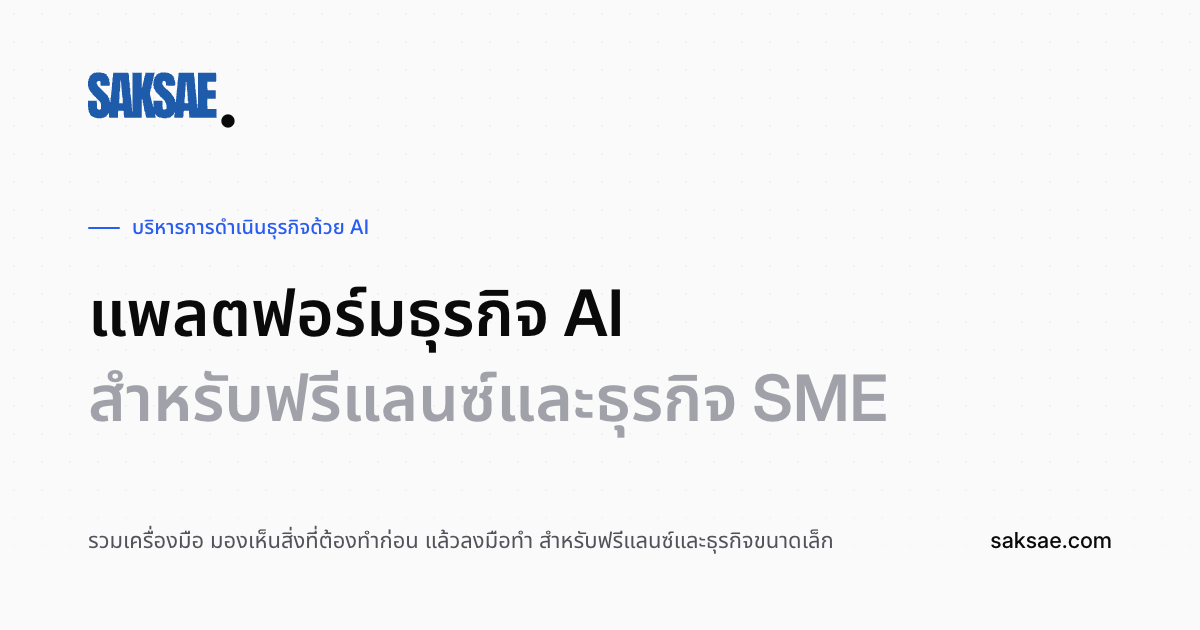 SAKSAE.
บริหารการดำเนินธุรกิจด้วย AI
แพลตฟอร์มธุรกิจ AI
สำหรับฟรีแลนซ์และธุรกิจ SME
รวมเครื่องมือ มองเห็นสิ่งที่ต้องทำก่อน แล้วลงมือทำ สำหรับฟรีแลนซ์และธุรกิจขนาดเล็ก
saksae.com